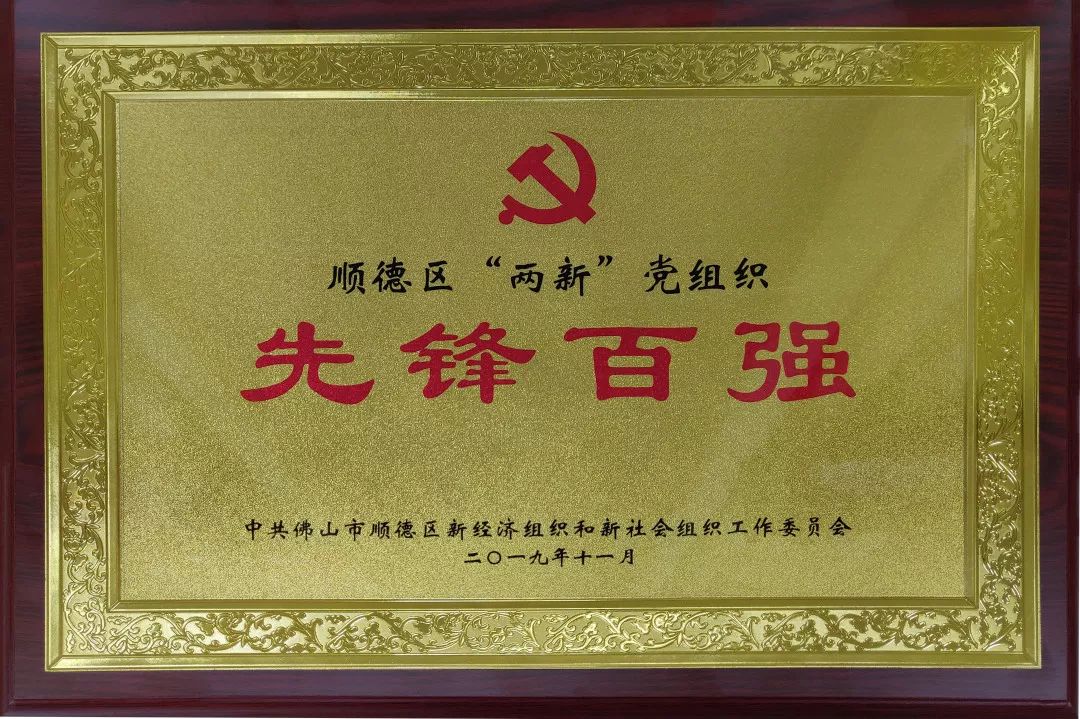 顺德区“两新”党组织
先锋百强
中共佛山市顺德区新经济组织和新社会组织工作委员会
二〇一九年十一月